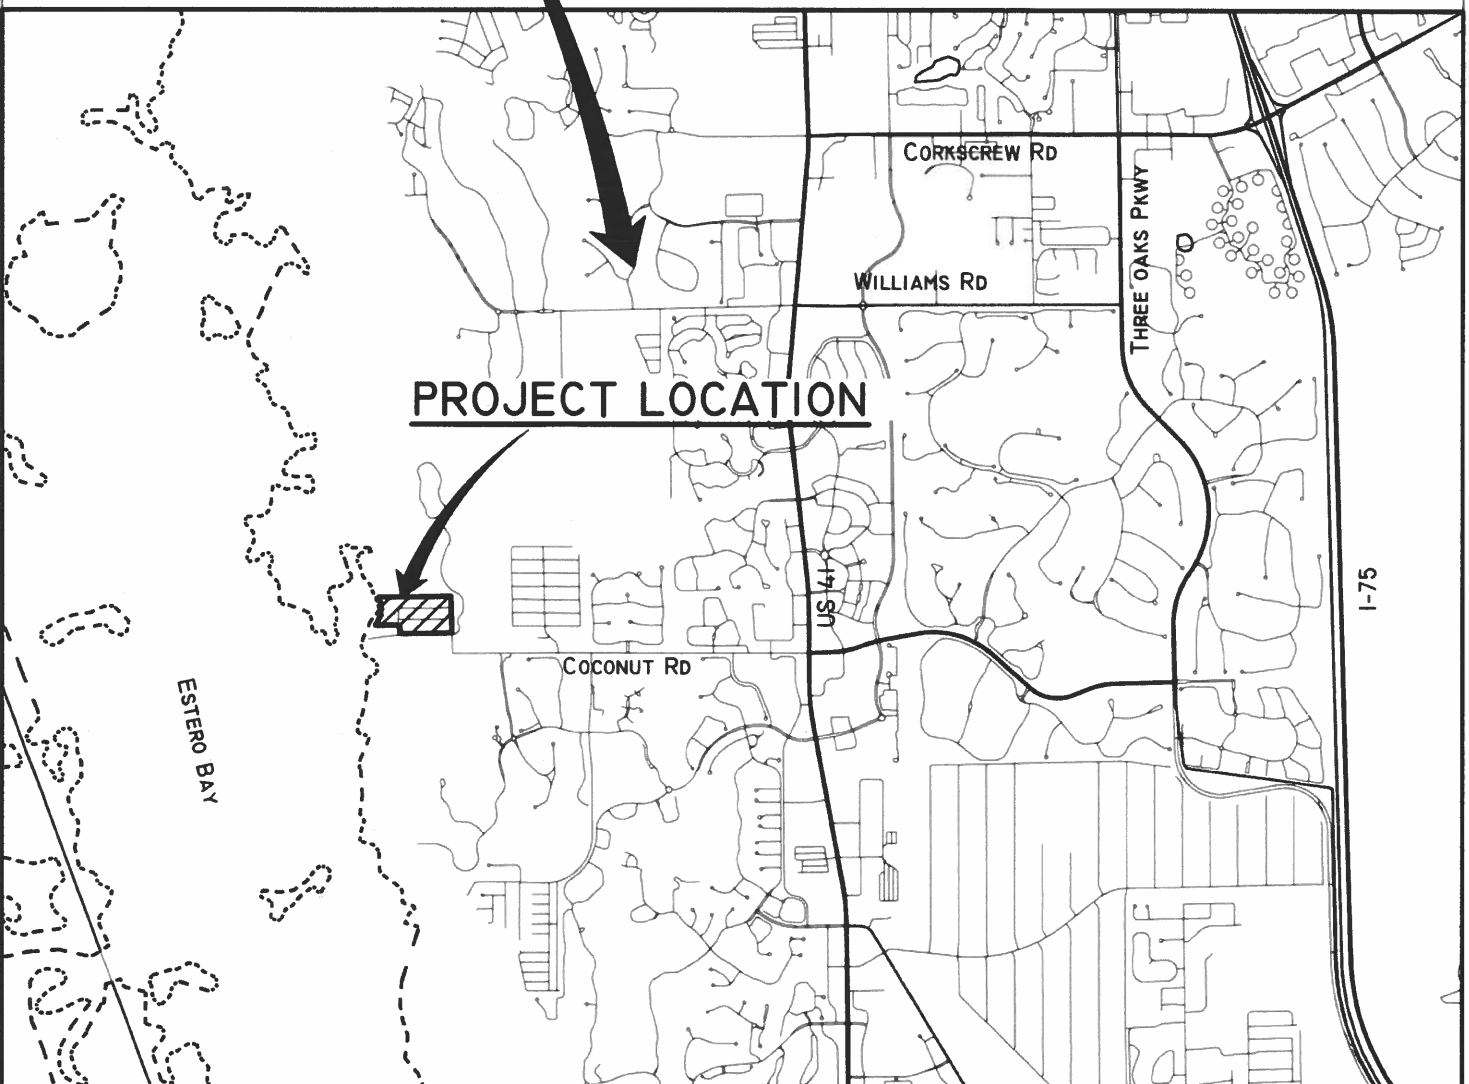 CORKSCREW RD
THREE OAKS PKWY
WILLIAMS RD
PROJECT LOCATION
US 41
I-75
COCONUT RD
ESTERO BAY